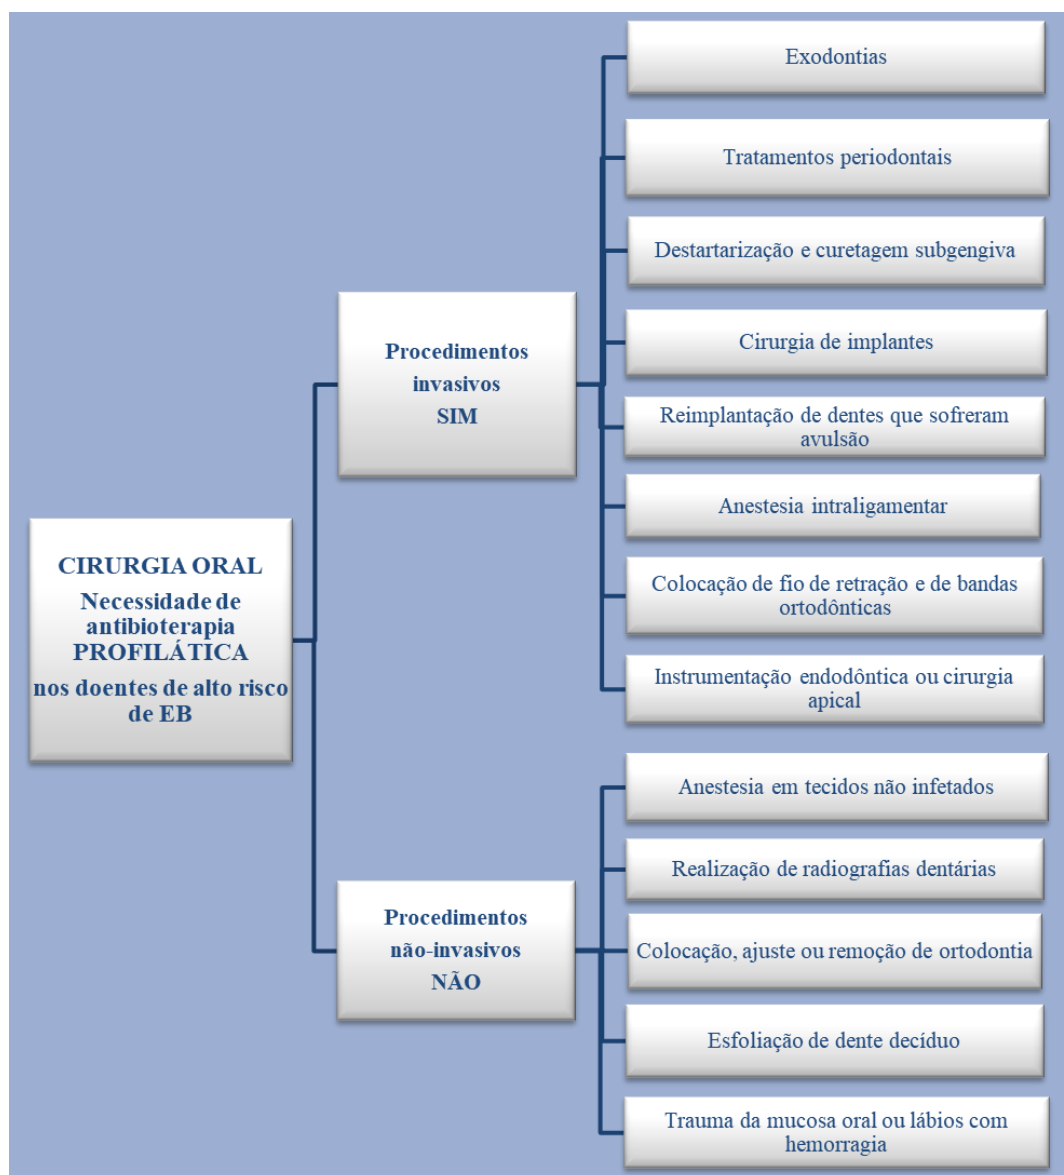 CIRURGIA ORAL
Necessidade de
antibioterapia
PROFILÁTICA
nos doentes de alto risco
de EB
Procedimentos
invasivos
SIM
Exodontias
Tratamentos periodontais
Destartarização e curetagem subgengiva
Cirurgia de implantes
Reimplantação de dentes que sofreram
avulsão
Anestesia intraligamentar
Colocação de fio de retração e de bandas
ortodônticas
Instrumentação endodôntica ou cirurgia
apical
Procedimentos
não-invasivos
NÃO
Anestesia em tecidos não infetados
Realização de radiografias dentárias
Colocação, ajuste ou remoção de ortodontia
Esfoliação de dente decíduo
Trauma da mucosa oral ou lábios com
hemorragia